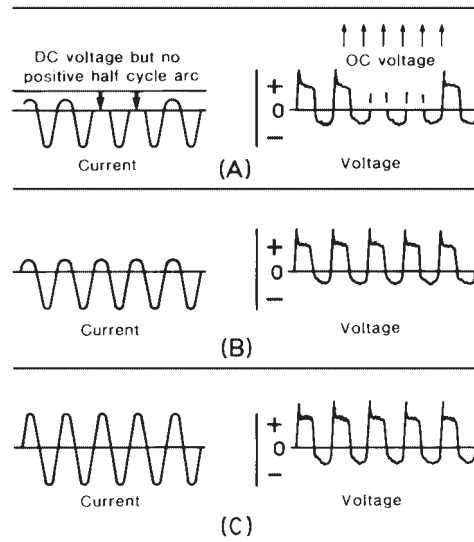 DC voltage but no
positive half cycle arc
OC voltage
+
0
−
Current
Voltage
(A)
+
0
−
Current
Voltage
(B)
+
0
−
Current
Voltage
(C)